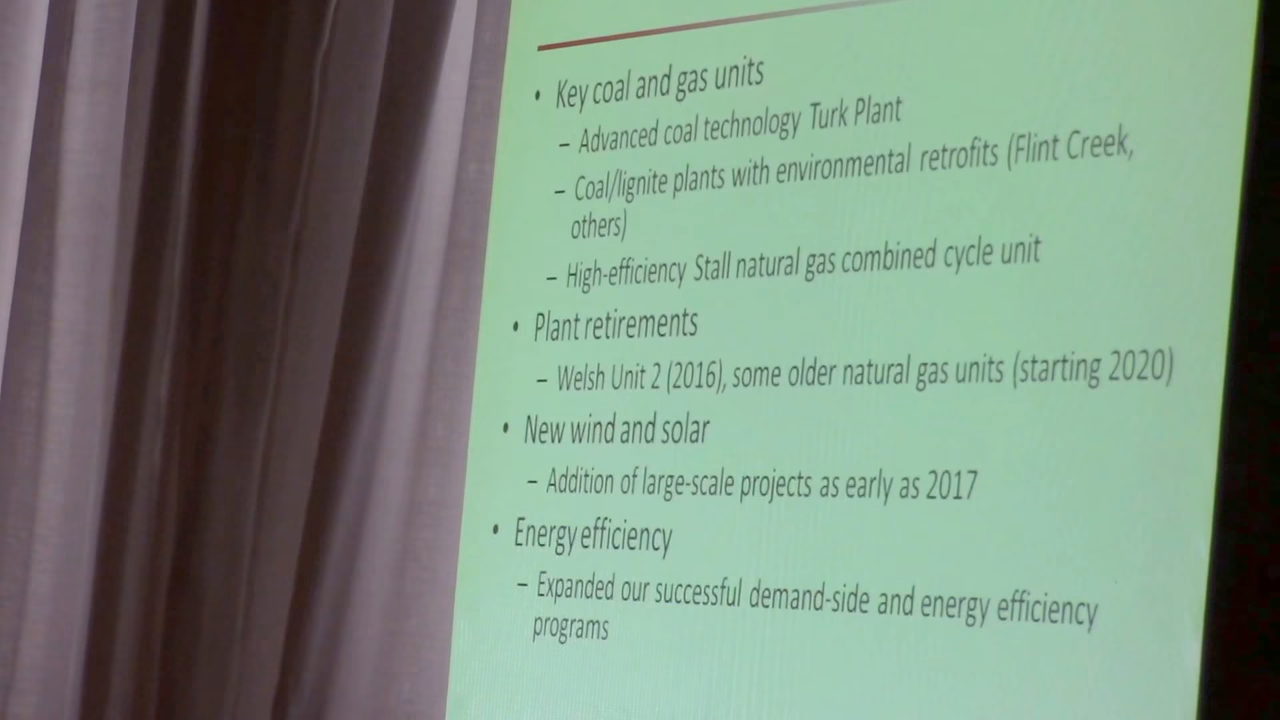 • Key coal and gas units
– Advanced coal technology Turk Plant
– Coal/lignite plants with environmental retrofits (Flint Creek,
others)
– High-efficiency Stall natural gas combined cycle unit
• Plant retirements
– Welsh Unit 2 (2016), some older natural gas units (starting 2020)
• New wind and solar
– Addition of large-scale projects as early as 2017
• Energy efficiency
– Expanded our successful demand-side and energy efficiency
programs